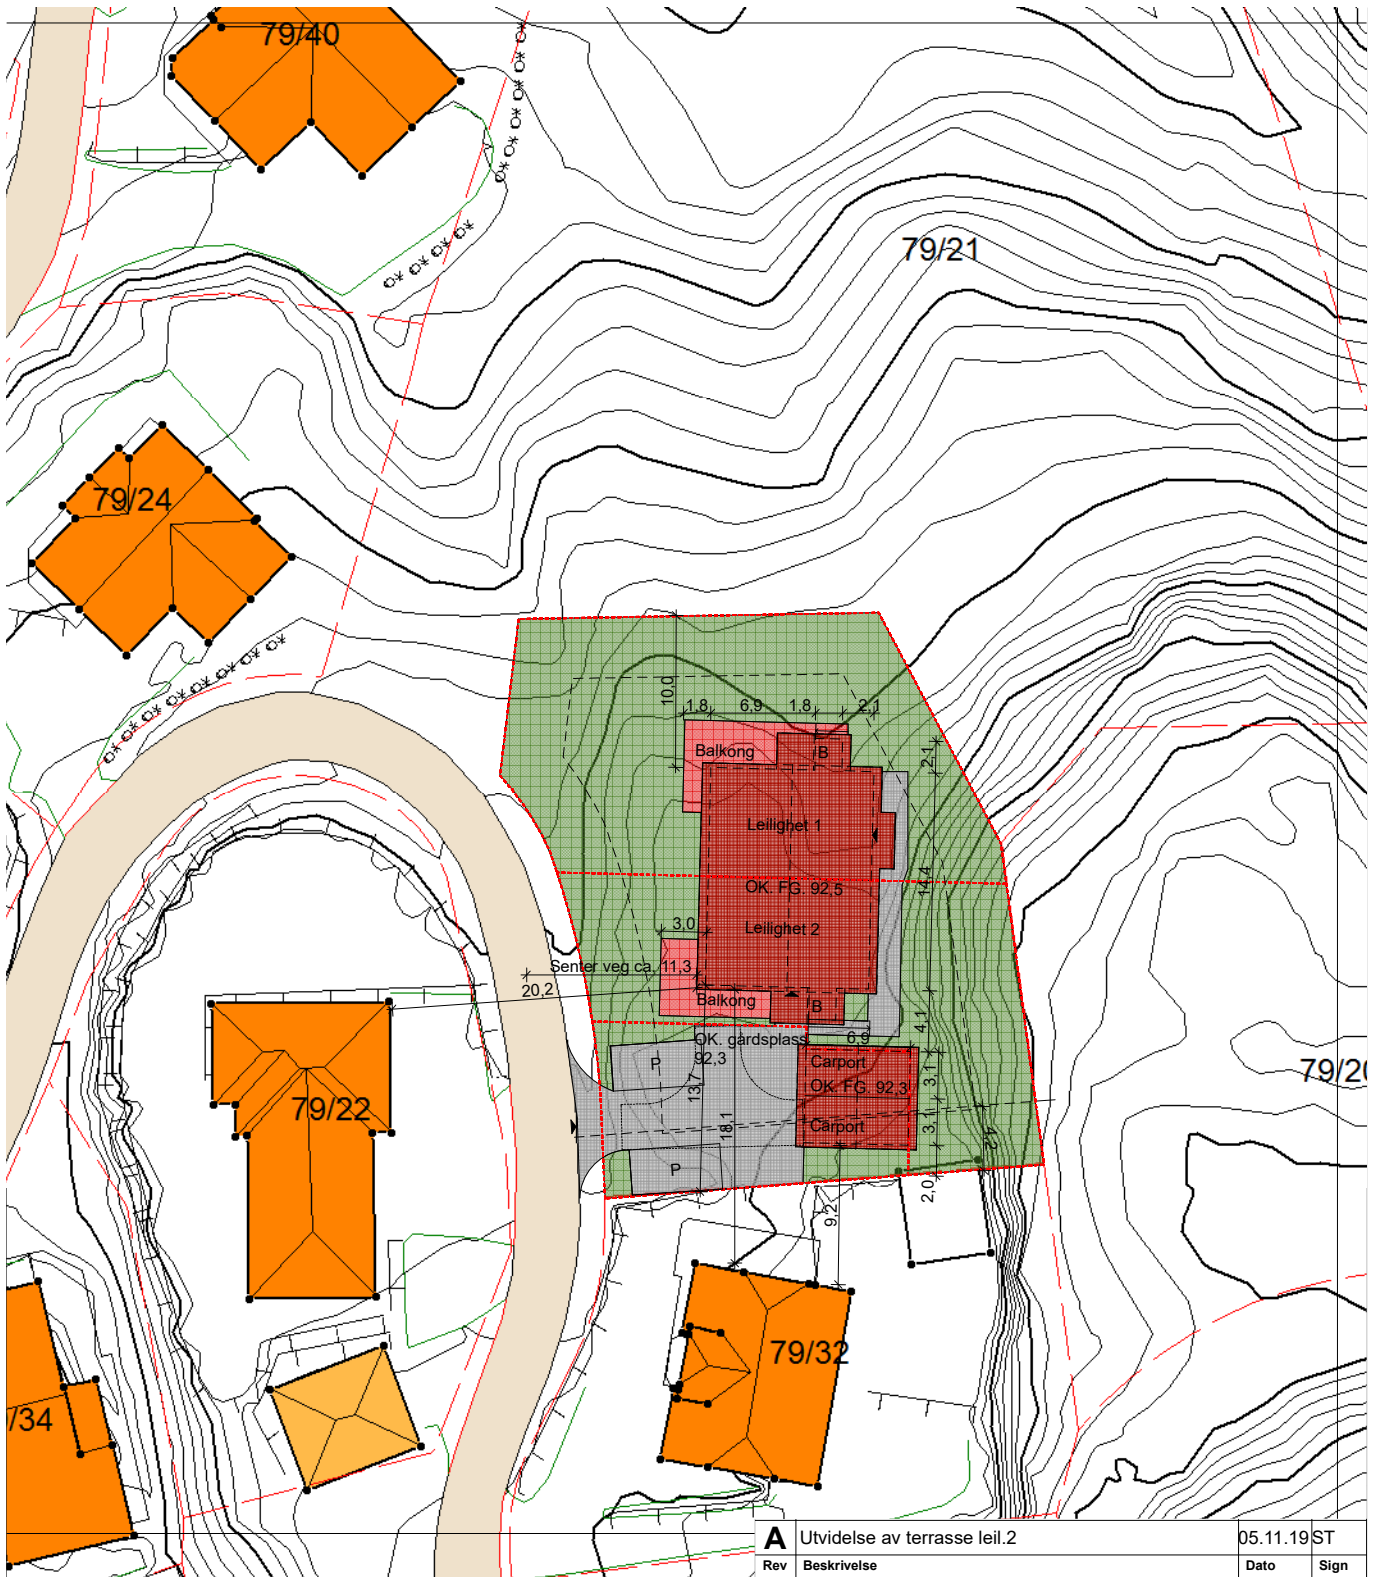 79/40
79/21
79/24
10,0
1,8 6,9 1,8 2,1
Balkong
B
2,1
Leilighet 1
14,4
OK. FG. 92,5
3,0
Leilighet 2
Senter veg ca. 11,3
20,2
Balkong
B
4,1
OK. gårdsplass
92,3
6,9
P
Carport
3,1
OK. FG. 92,3
13,7
18,1
Carport
3,1
4,2
P
2,0
9,2
79/22
79/20
79/32
/34
A Utvidelse av terrasse leil.2 05.11.19 ST
Rev Beskrivelse Dato Sign